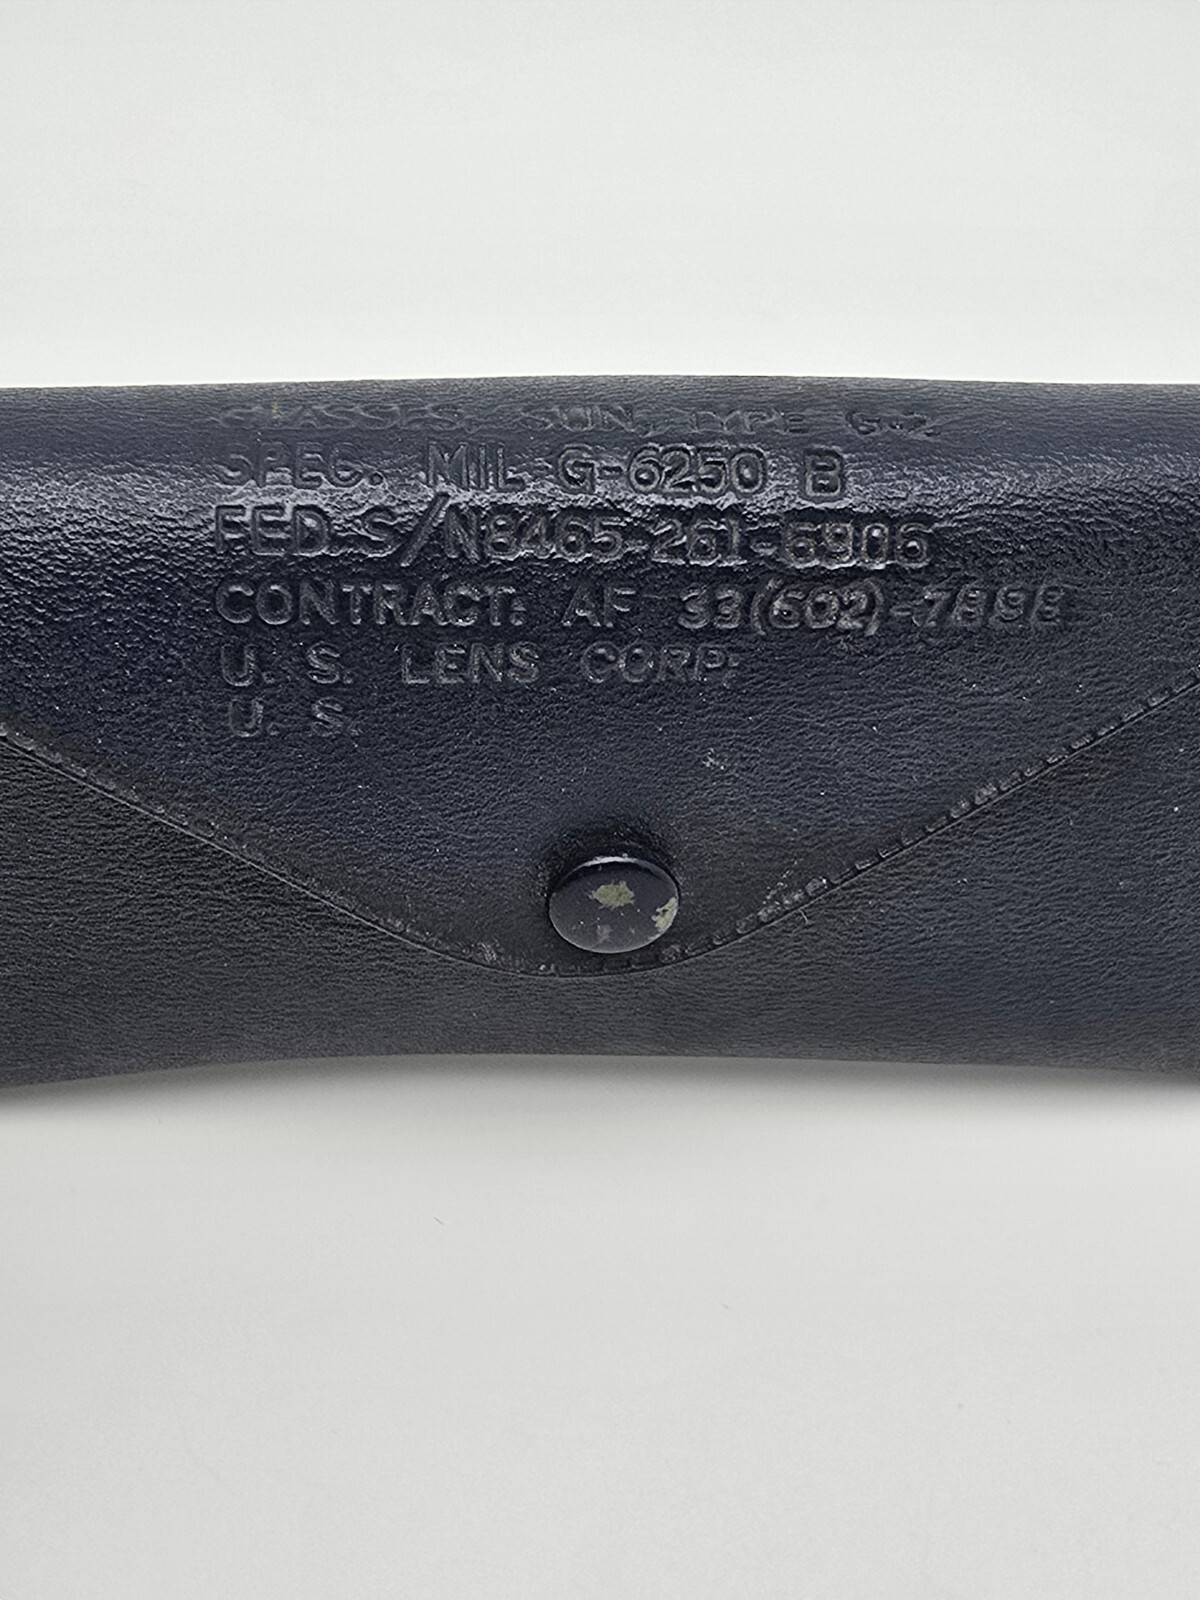 GLASSES, SUN, TYPE G-2
SPEC. MIL-G-6250 B
FED. S/N8465-261-6906
CONTRACT: AF 33(602)-7898
U. S. LENS CORP.
U. S.